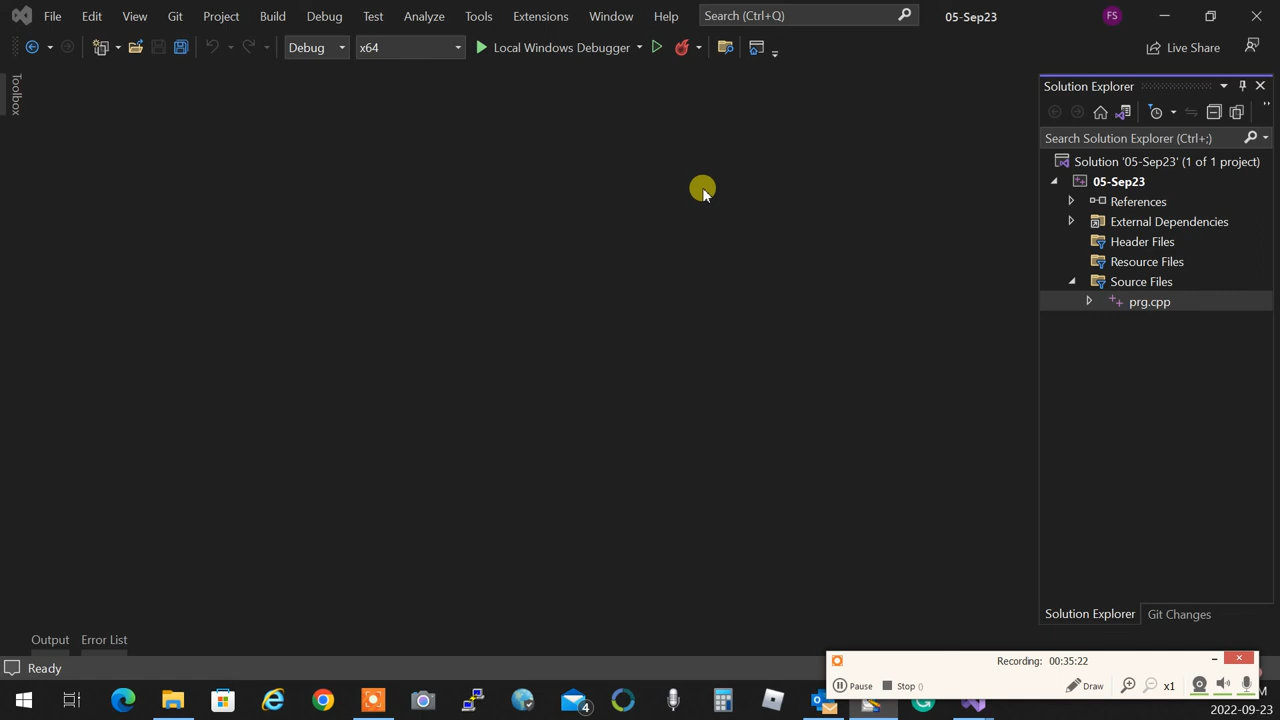 File Edit View Git Project Build Debug Test Analyze Tools Extensions Window Help Search (Ctrl+Q) 05-Sep23 FS
Debug x64 Local Windows Debugger Live Share
Toolbox
Solution Explorer
Search Solution Explorer (Ctrl+;)
Solution '05-Sep23' (1 of 1 project)
05-Sep23
References
External Dependencies
Header Files
Resource Files
Source Files
prg.cpp
Solution Explorer Git Changes
Output Error List
Ready
Recording: 00:35:22
Pause Stop () Draw x1
4
M
2022-09-23